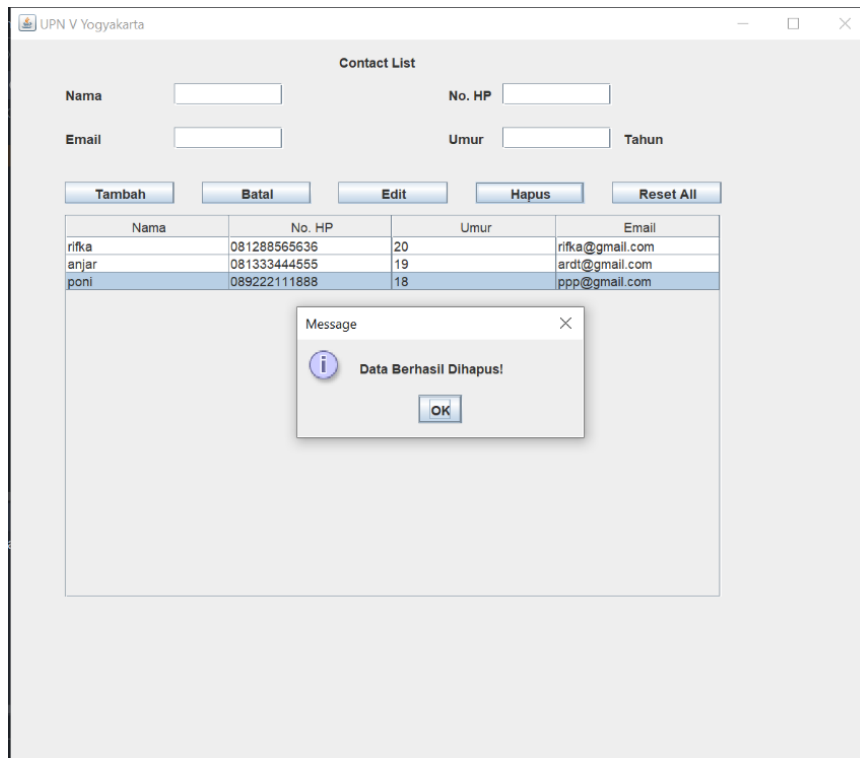 UPN V Yogyakarta
Contact List
Nama No. HP
Email Umur Tahun
Tambah Batal Edit Hapus Reset All
Nama No. HP Umur Email
rifka 081288565636 20 rifka@gmail.com
anjar 081333444555 19 ardt@gmail.com
poni 089222111888 18 ppp@gmail.com
Message
i Data Berhasil Dihapus!
OK